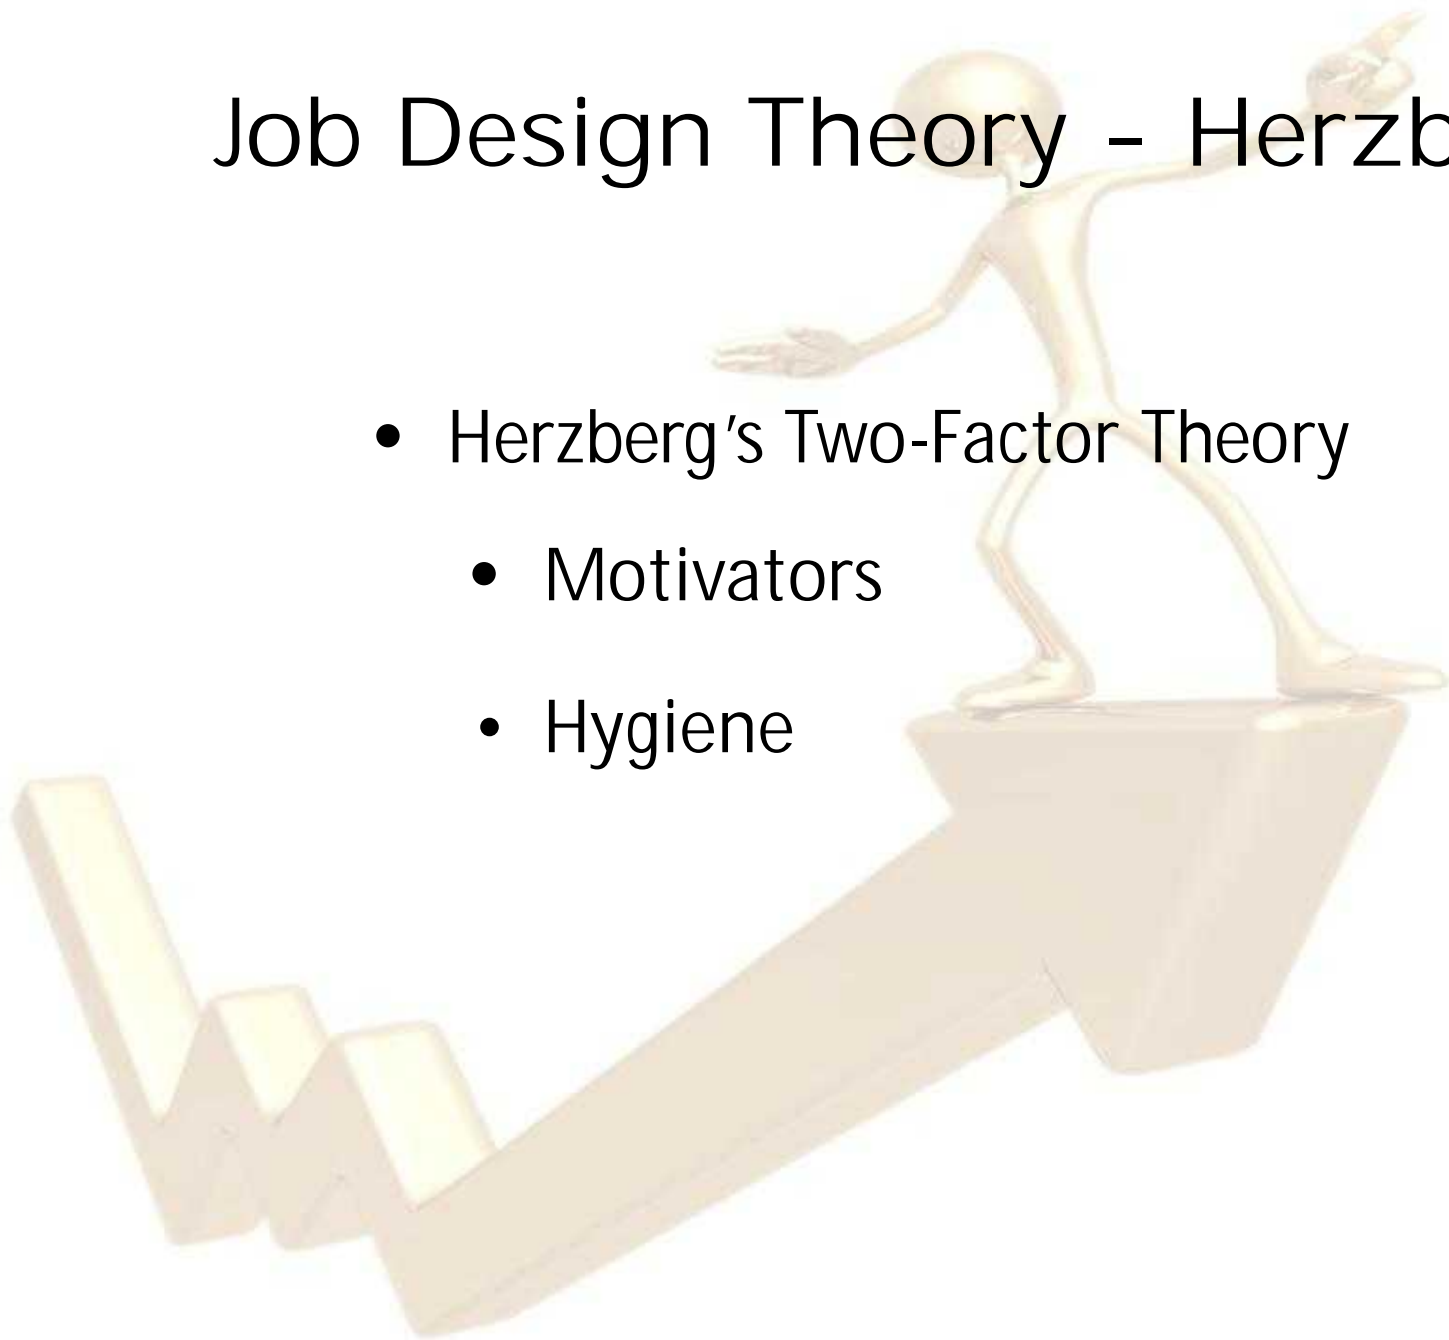 Job Design Theory - Herzb
• Herzberg's Two-Factor Theory
• Motivators
• Hygiene